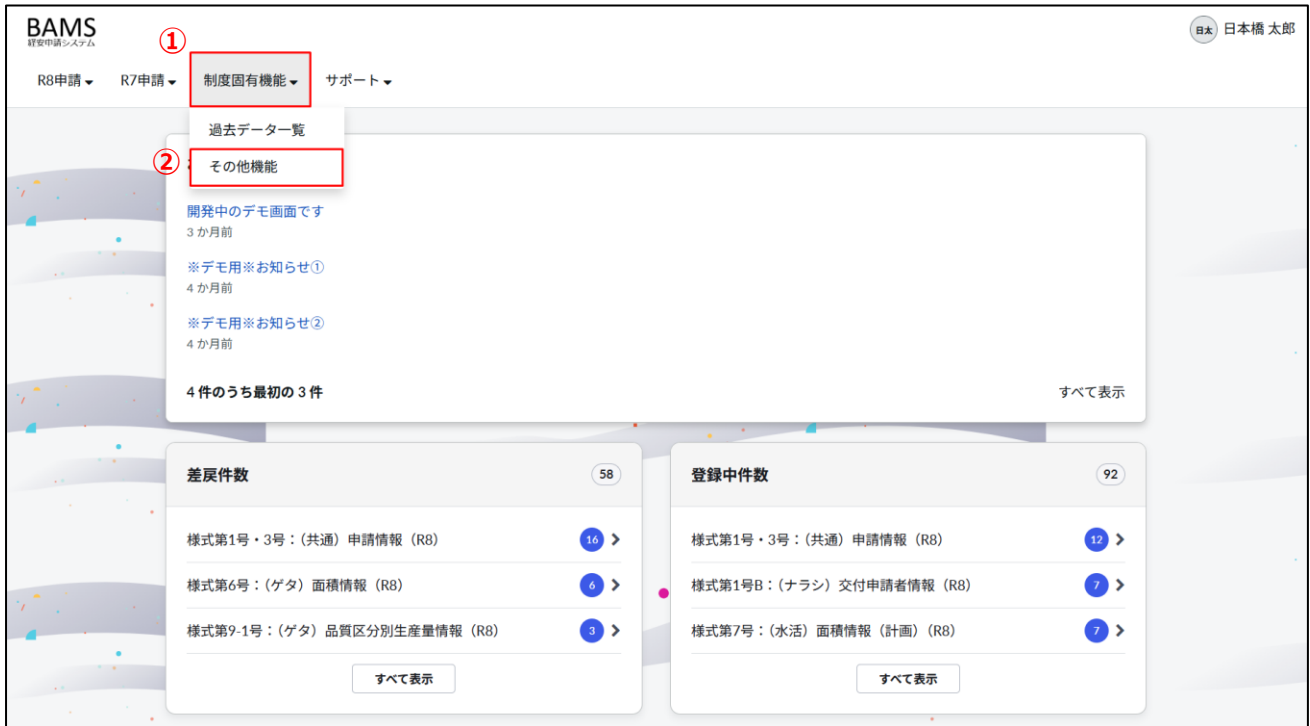 BAMS
経安申請システム
①
日太 日本橋 太郎
R8申請 R7申請 制度固有機能 サポート
過去データ一覧
②
その他機能
開発中のデモ画面です
3 か月前
※デモ用※お知らせ①
4 か月前
※デモ用※お知らせ②
4 か月前
4 件のうち最初の 3 件 すべて表示
差戻件数 58
様式第1号・3号：（共通）申請情報（R8） 16
様式第6号：（ゲタ）面積情報（R8） 6
様式第9-1号：（ゲタ）品質区分別生産量情報（R8） 3
すべて表示
登録中件数 92
様式第1号・3号：（共通）申請情報（R8） 12
様式第1号B：（ナラシ）交付申請者情報（R8） 7
様式第7号：（水活）面積情報（計画）（R8） 7
すべて表示